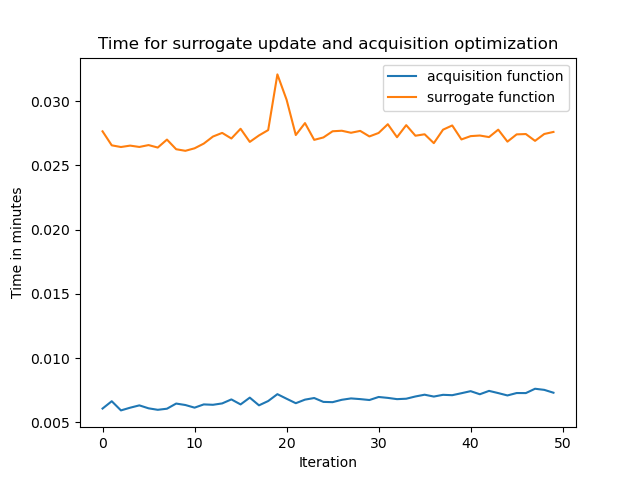 Time for surrogate update and acquisition optimization
acquisition function
surrogate function
0.030
0.025
0.020
0.015
0.010
0.005
Time in minutes
0 10 20 30 40 50
Iteration